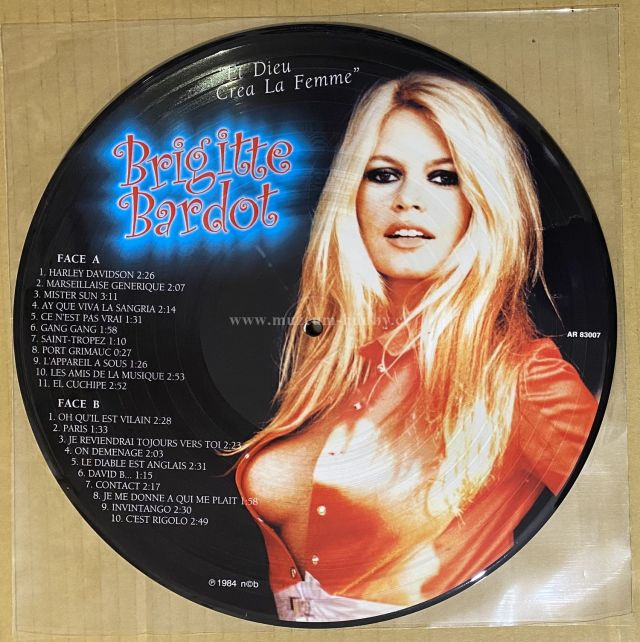 "Et Dieu
Crea La Femme"
Brigitte
Bardot
FACE A
1. HARLEY DAVIDSON 2:26
2. MARSEILLAISE GENERIQUE 2:07
3. MISTER SUN 3:11
4. AY QUE VIVA LA SANGRIA 2:14
5. CE N'EST PAS VRAI 1:31
6. GANG GANG 1:58
7. SAINT-TROPEZ 1:10
8. PORT GRIMAUC 0:27
9. L'APPAREIL A SOUS 1:26
10. LES AMIS DE LA MUSIQUE 2:53
11. EL CUCHIPE 2:52
FACE B
1. OH QU'IL EST VILAIN 2:28
2. PARIS 1:33
3. JE REVIENDRAI TOJOURS VERS TOI 2:23
4. ON DEMENAGE 2:03
5. LE DIABLE EST ANGLAIS 2:31
6. DAVID B... 1:15
7. CONTACT 2:17
8. JE ME DONNE A QUI ME PLAIT 1:58
9. INVINTANGO 2:30
10. C'EST RIGOLO 2:49
AR 83007
℗ 1984 n©b